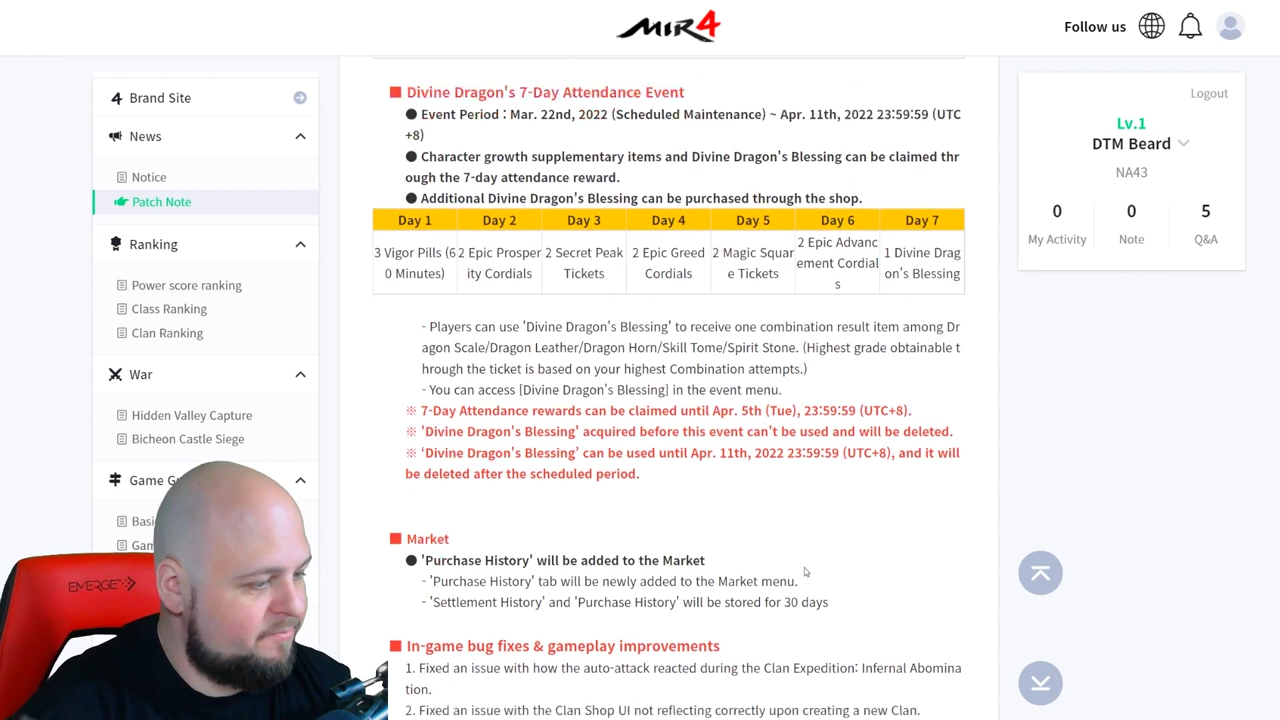 MIR4
Follow us
4 Brand Site
News
Notice
Patch Note
Ranking
Power score ranking
Class Ranking
Clan Ranking
War
Hidden Valley Capture
Bicheon Castle Siege
Game G
Basi
Gam
EMERGE
■ Divine Dragon's 7-Day Attendance Event
● Event Period : Mar. 22nd, 2022 (Scheduled Maintenance) ~ Apr. 11th, 2022 23:59:59 (UTC
+8)
● Character growth supplementary items and Divine Dragon's Blessing can be claimed thr
ough the 7-day attendance reward.
● Additional Divine Dragon's Blessing can be purchased through the shop.
Day 1 Day 2 Day 3 Day 4 Day 5 Day 6 Day 7
3 Vigor Pills (6
0 Minutes)
2 Epic Prosper
ity Cordials
2 Secret Peak
Tickets
2 Epic Greed
Cordials
2 Magic Squar
e Tickets
2 Epic Advanc
ement Cordial
s
1 Divine Drag
on's Blessing
- Players can use 'Divine Dragon's Blessing' to receive one combination result item among Dr
agon Scale/Dragon Leather/Dragon Horn/Skill Tome/Spirit Stone. (Highest grade obtainable t
hrough the ticket is based on your highest Combination attempts.)
- You can access [Divine Dragon's Blessing] in the event menu.
※ 7-Day Attendance rewards can be claimed until Apr. 5th (Tue), 23:59:59 (UTC+8).
※ 'Divine Dragon's Blessing' acquired before this event can't be used and will be deleted.
※ ‘Divine Dragon's Blessing’ can be used until Apr. 11th, 2022 23:59:59 (UTC+8), and it will
be deleted after the scheduled period.
■ Market
● 'Purchase History' will be added to the Market
- 'Purchase History' tab will be newly added to the Market menu.
- 'Settlement History' and 'Purchase History' will be stored for 30 days
■ In-game bug fixes & gameplay improvements
1. Fixed an issue with how the auto-attack reacted during the Clan Expedition: Infernal Abomina
tion.
2. Fixed an issue with the Clan Shop UI not reflecting correctly upon creating a new Clan.
Logout
Lv.1
DTM Beard
NA43
0 0 5
My Activity Note Q&A